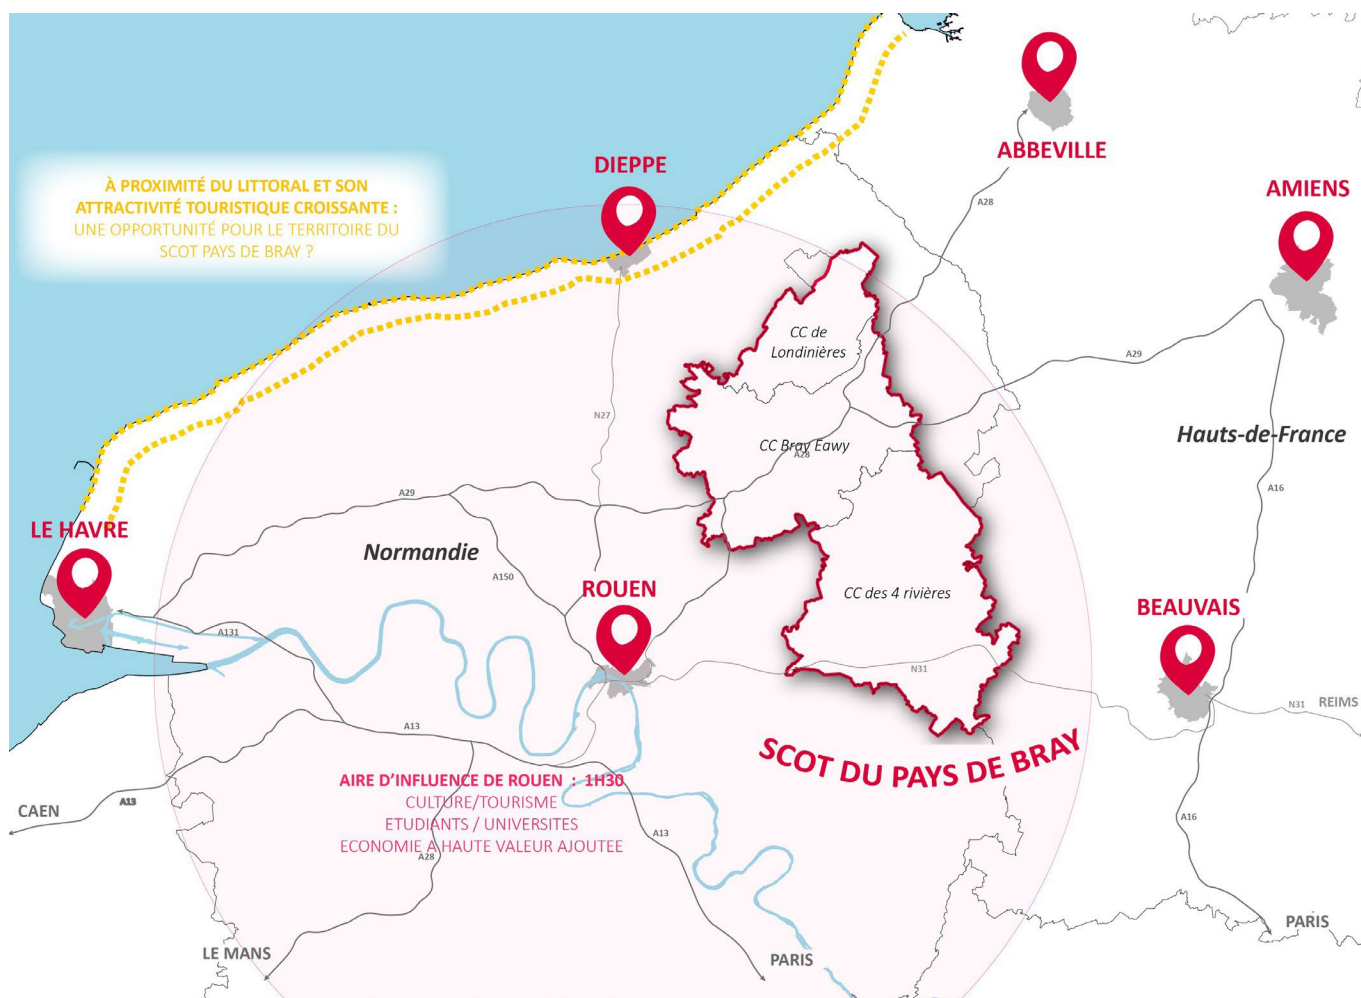 ABBEVILLE
DIEPPE
À PROXIMITÉ DU LITTORAL ET SON
ATTRACTIVITÉ TOURISTIQUE CROISSANTE :
UNE OPPORTUNITÉ POUR LE TERRITOIRE DU
SCOT PAYS DE BRAY ?
AMIENS
A28
CC de
Londinières
A29
N27
Hauts-de-France
CC Bray Eawy
A28
A16
A29
LE HAVRE
Normandie
A150
ROUEN
CC des 4 rivières
BEAUVAIS
A131
N31
N31
REIMS
A13
SCOT DU PAYS DE BRAY
AIRE D'INFLUENCE DE ROUEN : 1H30
CULTURE/TOURISME
ETUDIANTS / UNIVERSITES
ECONOMIE A HAUTE VALEUR AJOUTEE
CAEN
A13
A13
A16
A28
PARIS
LE MANS
PARIS